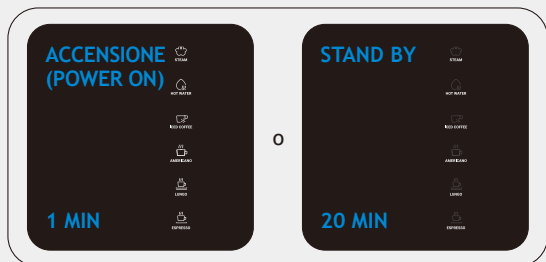 ACCENSIONE
(POWER ON)
STEAM
HOT WATER
ICED COFFEE
AMERICANO
LUNGO
ESPRESSO
1 MIN
o
STAND BY
STEAM
HOT WATER
ICED COFFEE
AMERICANO
LUNGO
ESPRESSO
20 MIN